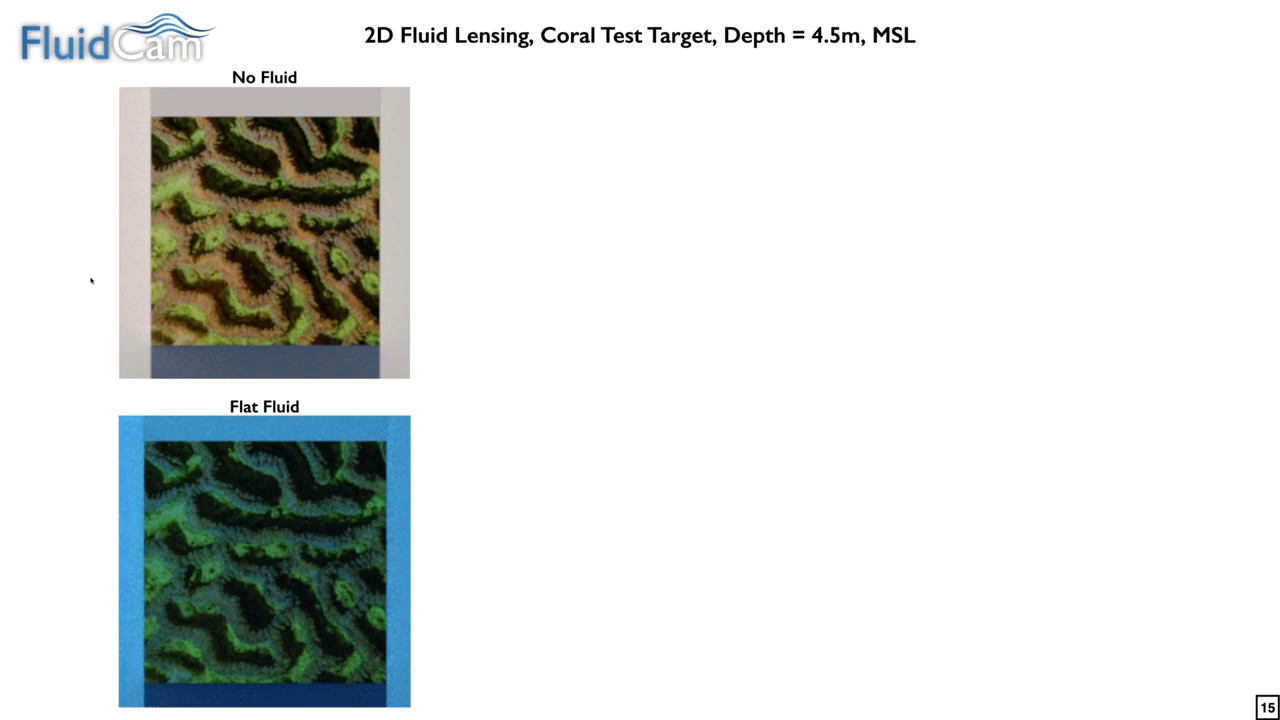 FluidCam
2D Fluid Lensing, Coral Test Target, Depth = 4.5m, MSL
No Fluid
Flat Fluid
15